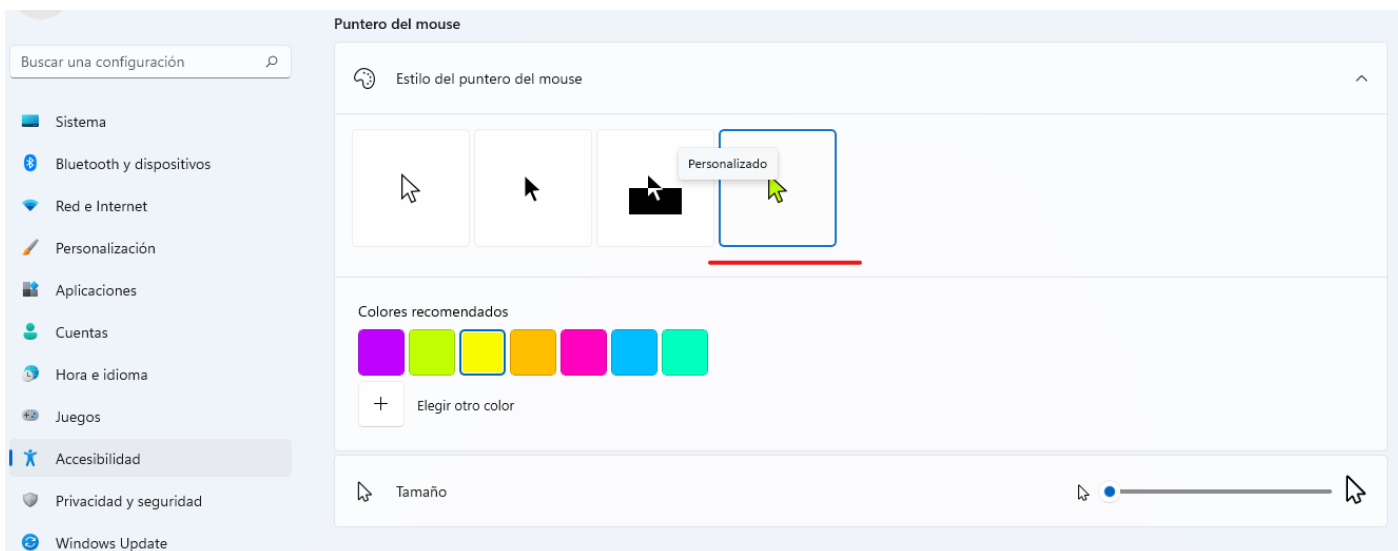 Puntero del mouse
Buscar una configuración
Estilo del puntero del mouse
Sistema
Bluetooth y dispositivos
Personalizado
Red e Internet
Personalización
Aplicaciones
Colores recomendados
Cuentas
Hora e idioma
Juegos
Elegir otro color
Accesibilidad
Tamaño
Privacidad y seguridad
Windows Update